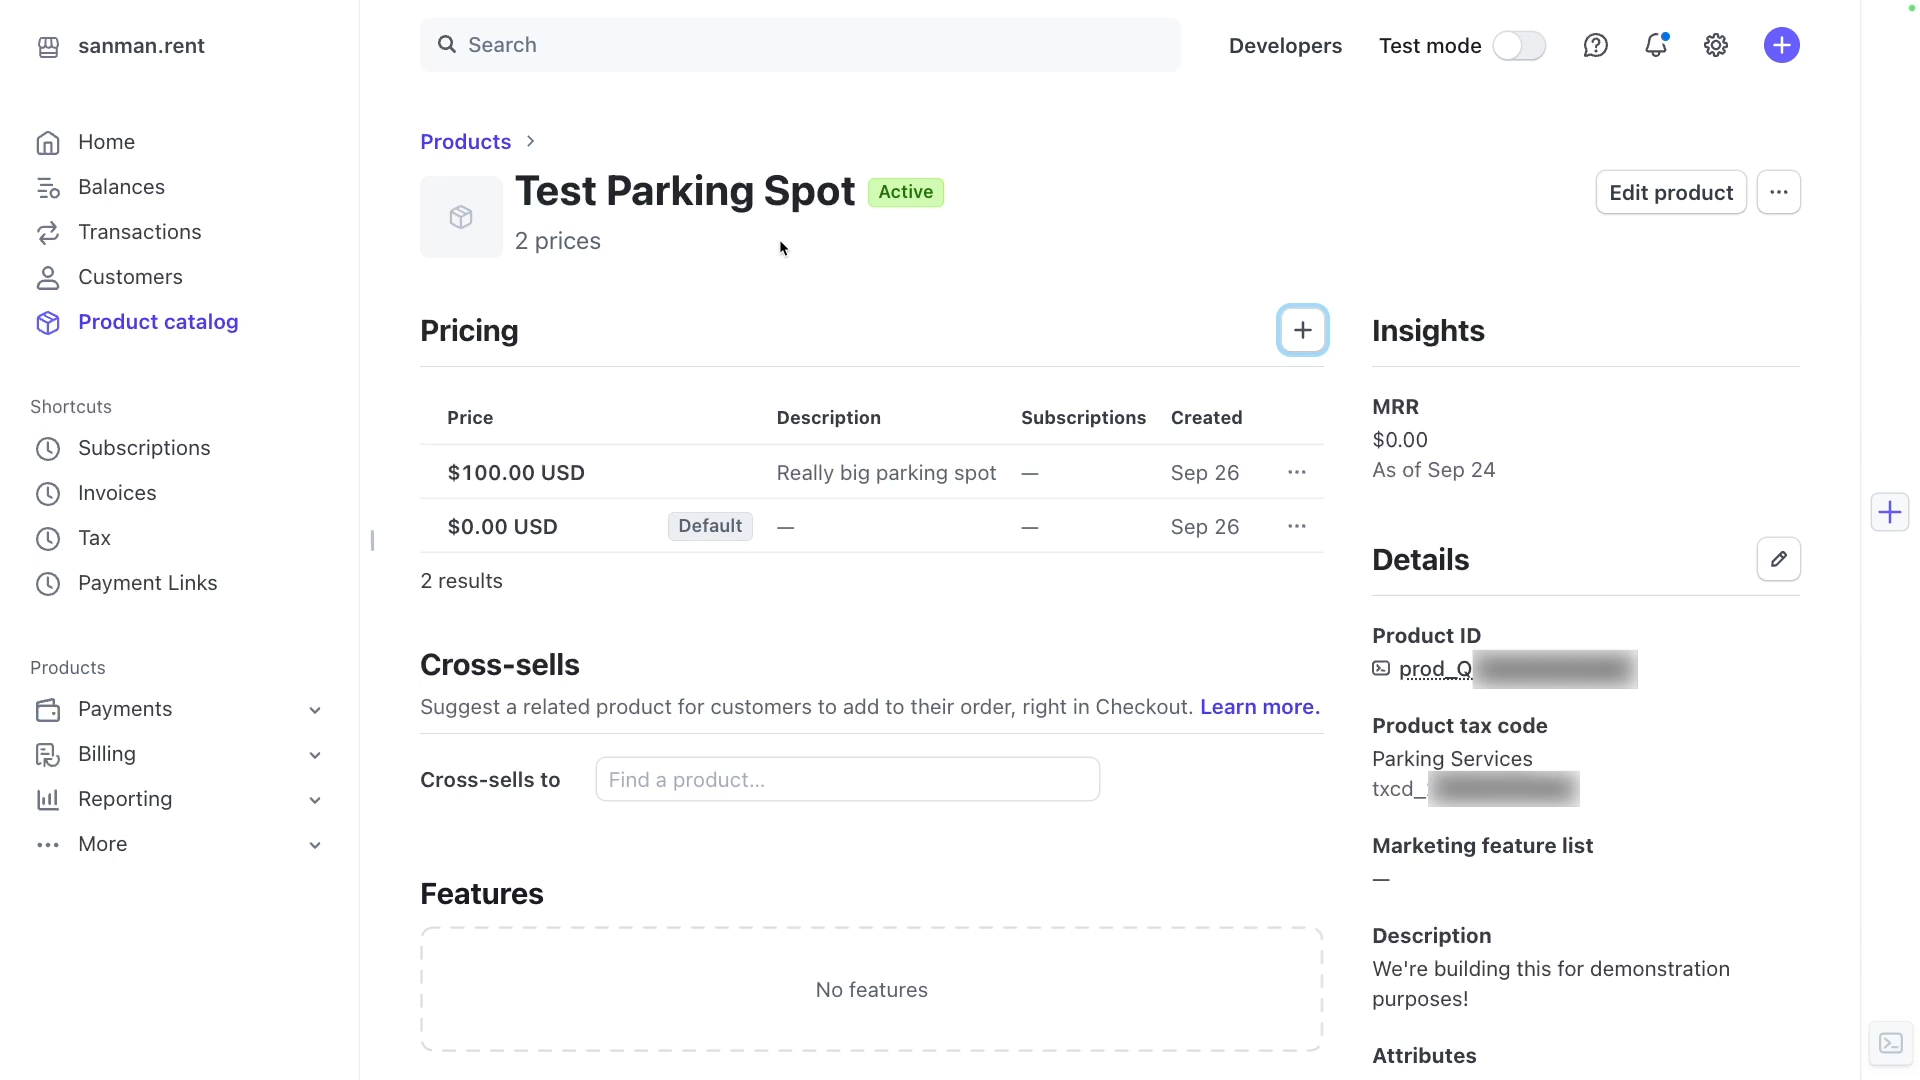 sanman.rent
Search
Developers
Test mode
Home
Balances
Transactions
Customers
Product catalog
Shortcuts
Subscriptions
Invoices
Tax
Payment Links
Products
Payments
Billing
Reporting
More
Products
Test Parking Spot Active
2 prices
Edit product
Pricing
Price Description Subscriptions Created
$100.00 USD Really big parking spot — Sep 26
$0.00 USD Default — — Sep 26
2 results
Cross-sells
Suggest a related product for customers to add to their order, right in Checkout. Learn more.
Cross-sells to Find a product...
Features
No features
Insights
MRR
$0.00
As of Sep 24
Details
Product ID
prod_Q
Product tax code
Parking Services
txcd_
Marketing feature list
—
Description
We're building this for demonstration
purposes!
Attributes